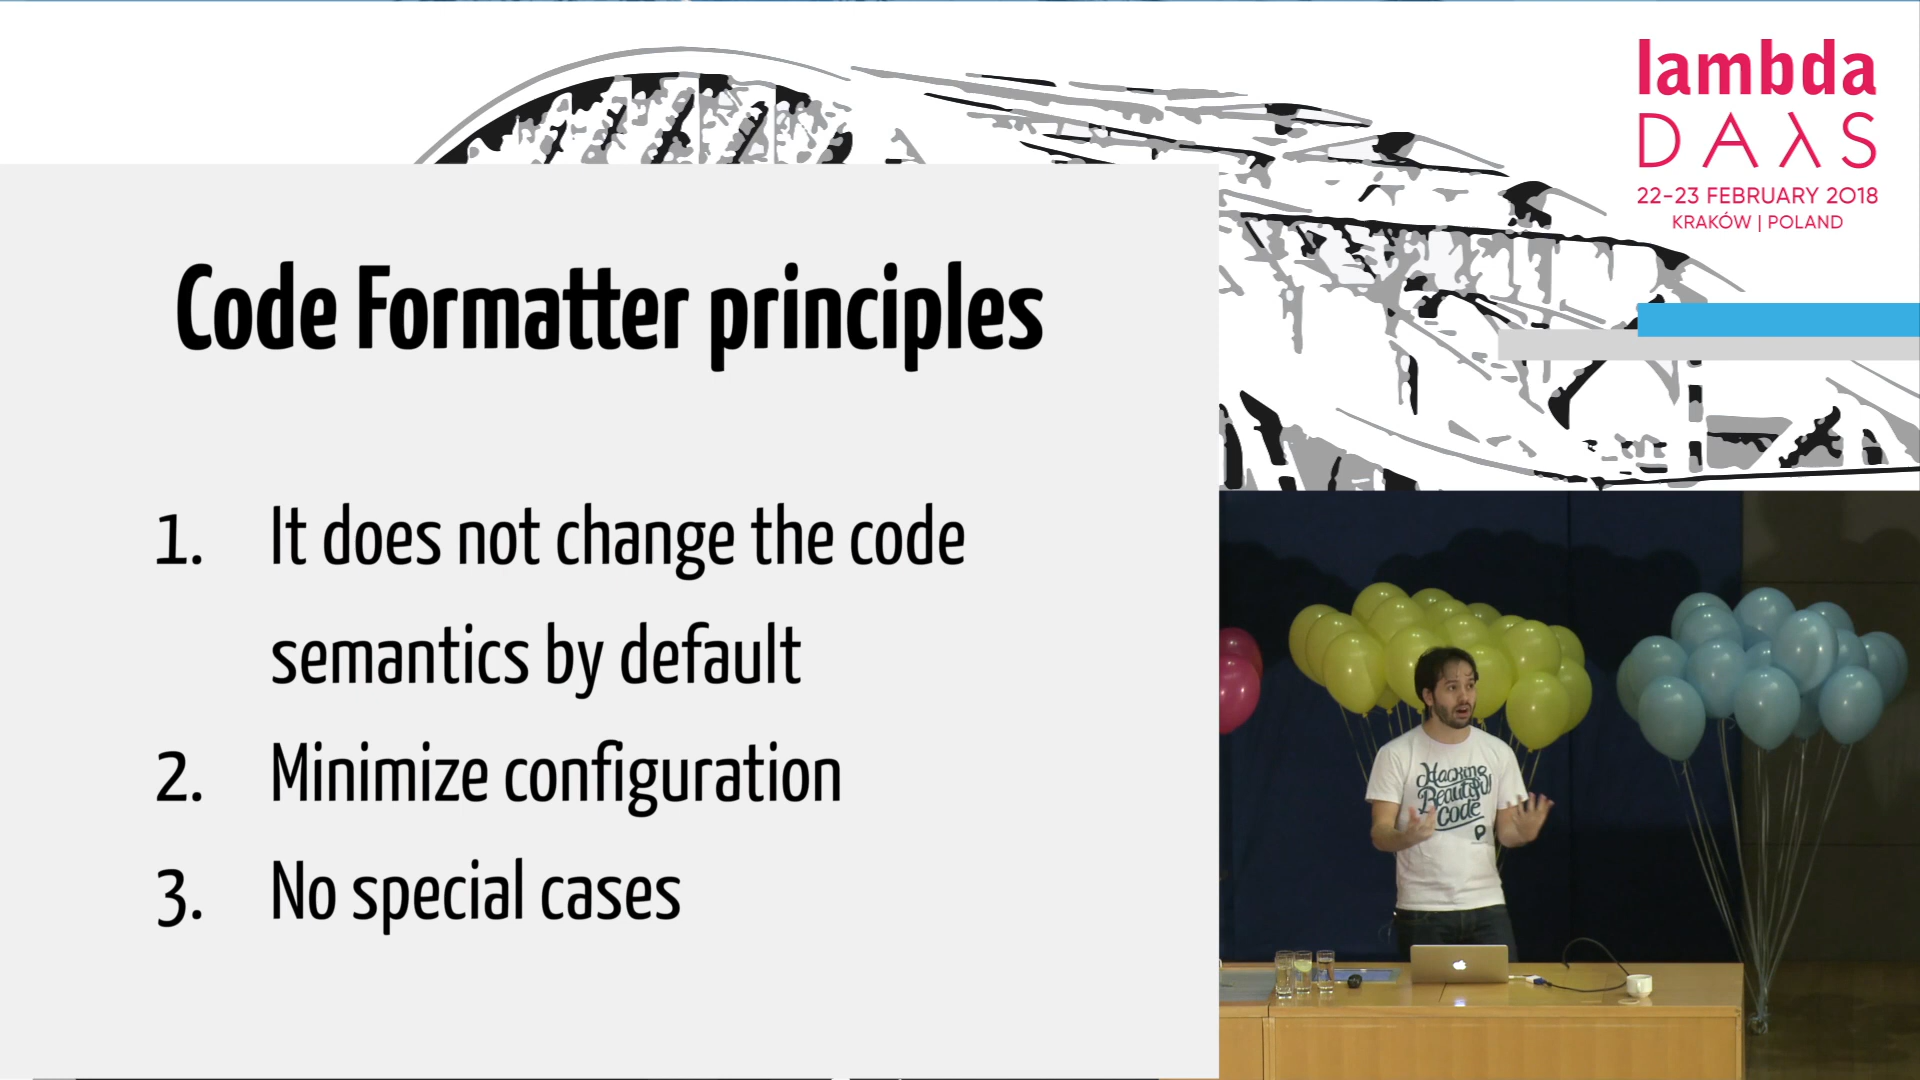 lambda
DAYS
22-23 FEBRUARY 2018
KRAKÓW | POLAND
Code Formatter principles
1. It does not change the code
semantics by default
2. Minimize configuration
3. No special cases
Hacking
Beautiful
Code